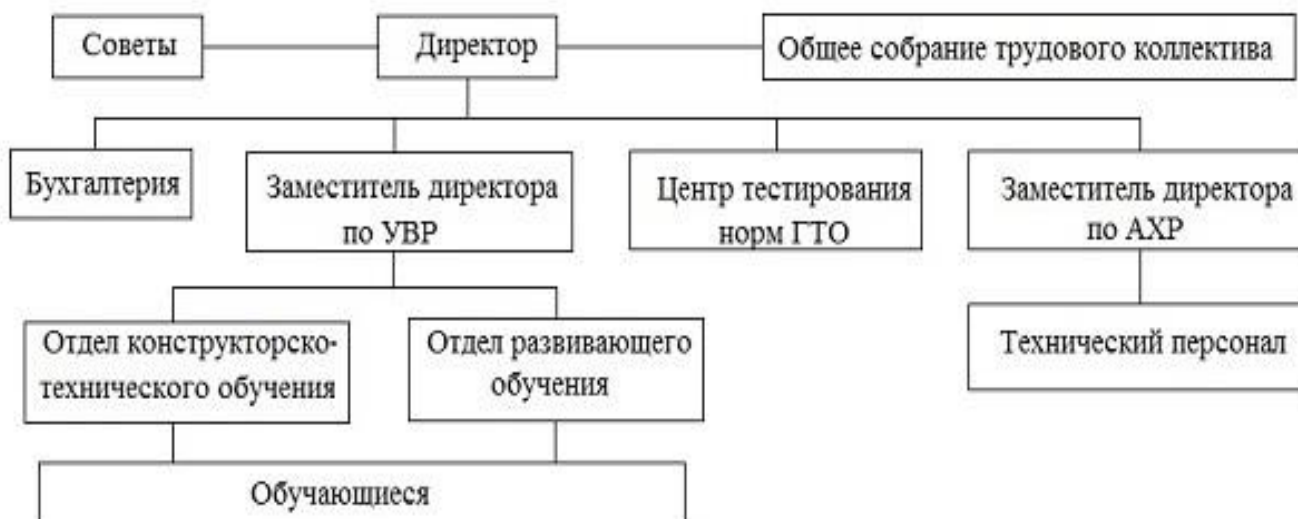 Советы
Директор
Общее собрание трудового коллектива
Бухгалтерия
Заместитель директора
по УВР
Центр тестирования
норм ГТО
Заместитель директора
по АХР
Отдел конструкторско-
технического обучения
Отдел развивающего
обучения
Технический персонал
Обучающиеся